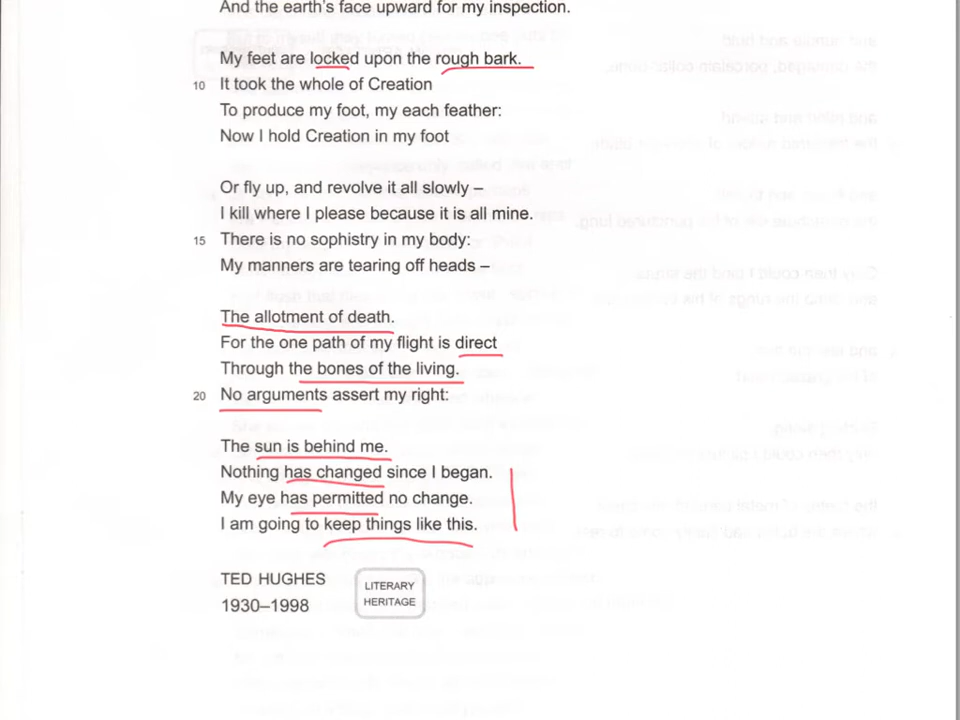 And the earth's face upward for my inspection.
My feet are locked upon the rough bark.
10 It took the whole of Creation
To produce my foot, my each feather:
Now I hold Creation in my foot
Or fly up, and revolve it all slowly –
I kill where I please because it is all mine.
15 There is no sophistry in my body:
My manners are tearing off heads –
The allotment of death.
For the one path of my flight is direct
Through the bones of the living.
20 No arguments assert my right:
The sun is behind me.
Nothing has changed since I began.
My eye has permitted no change.
I am going to keep things like this.
TED HUGHES
1930–1998
LITERARY
HERITAGE